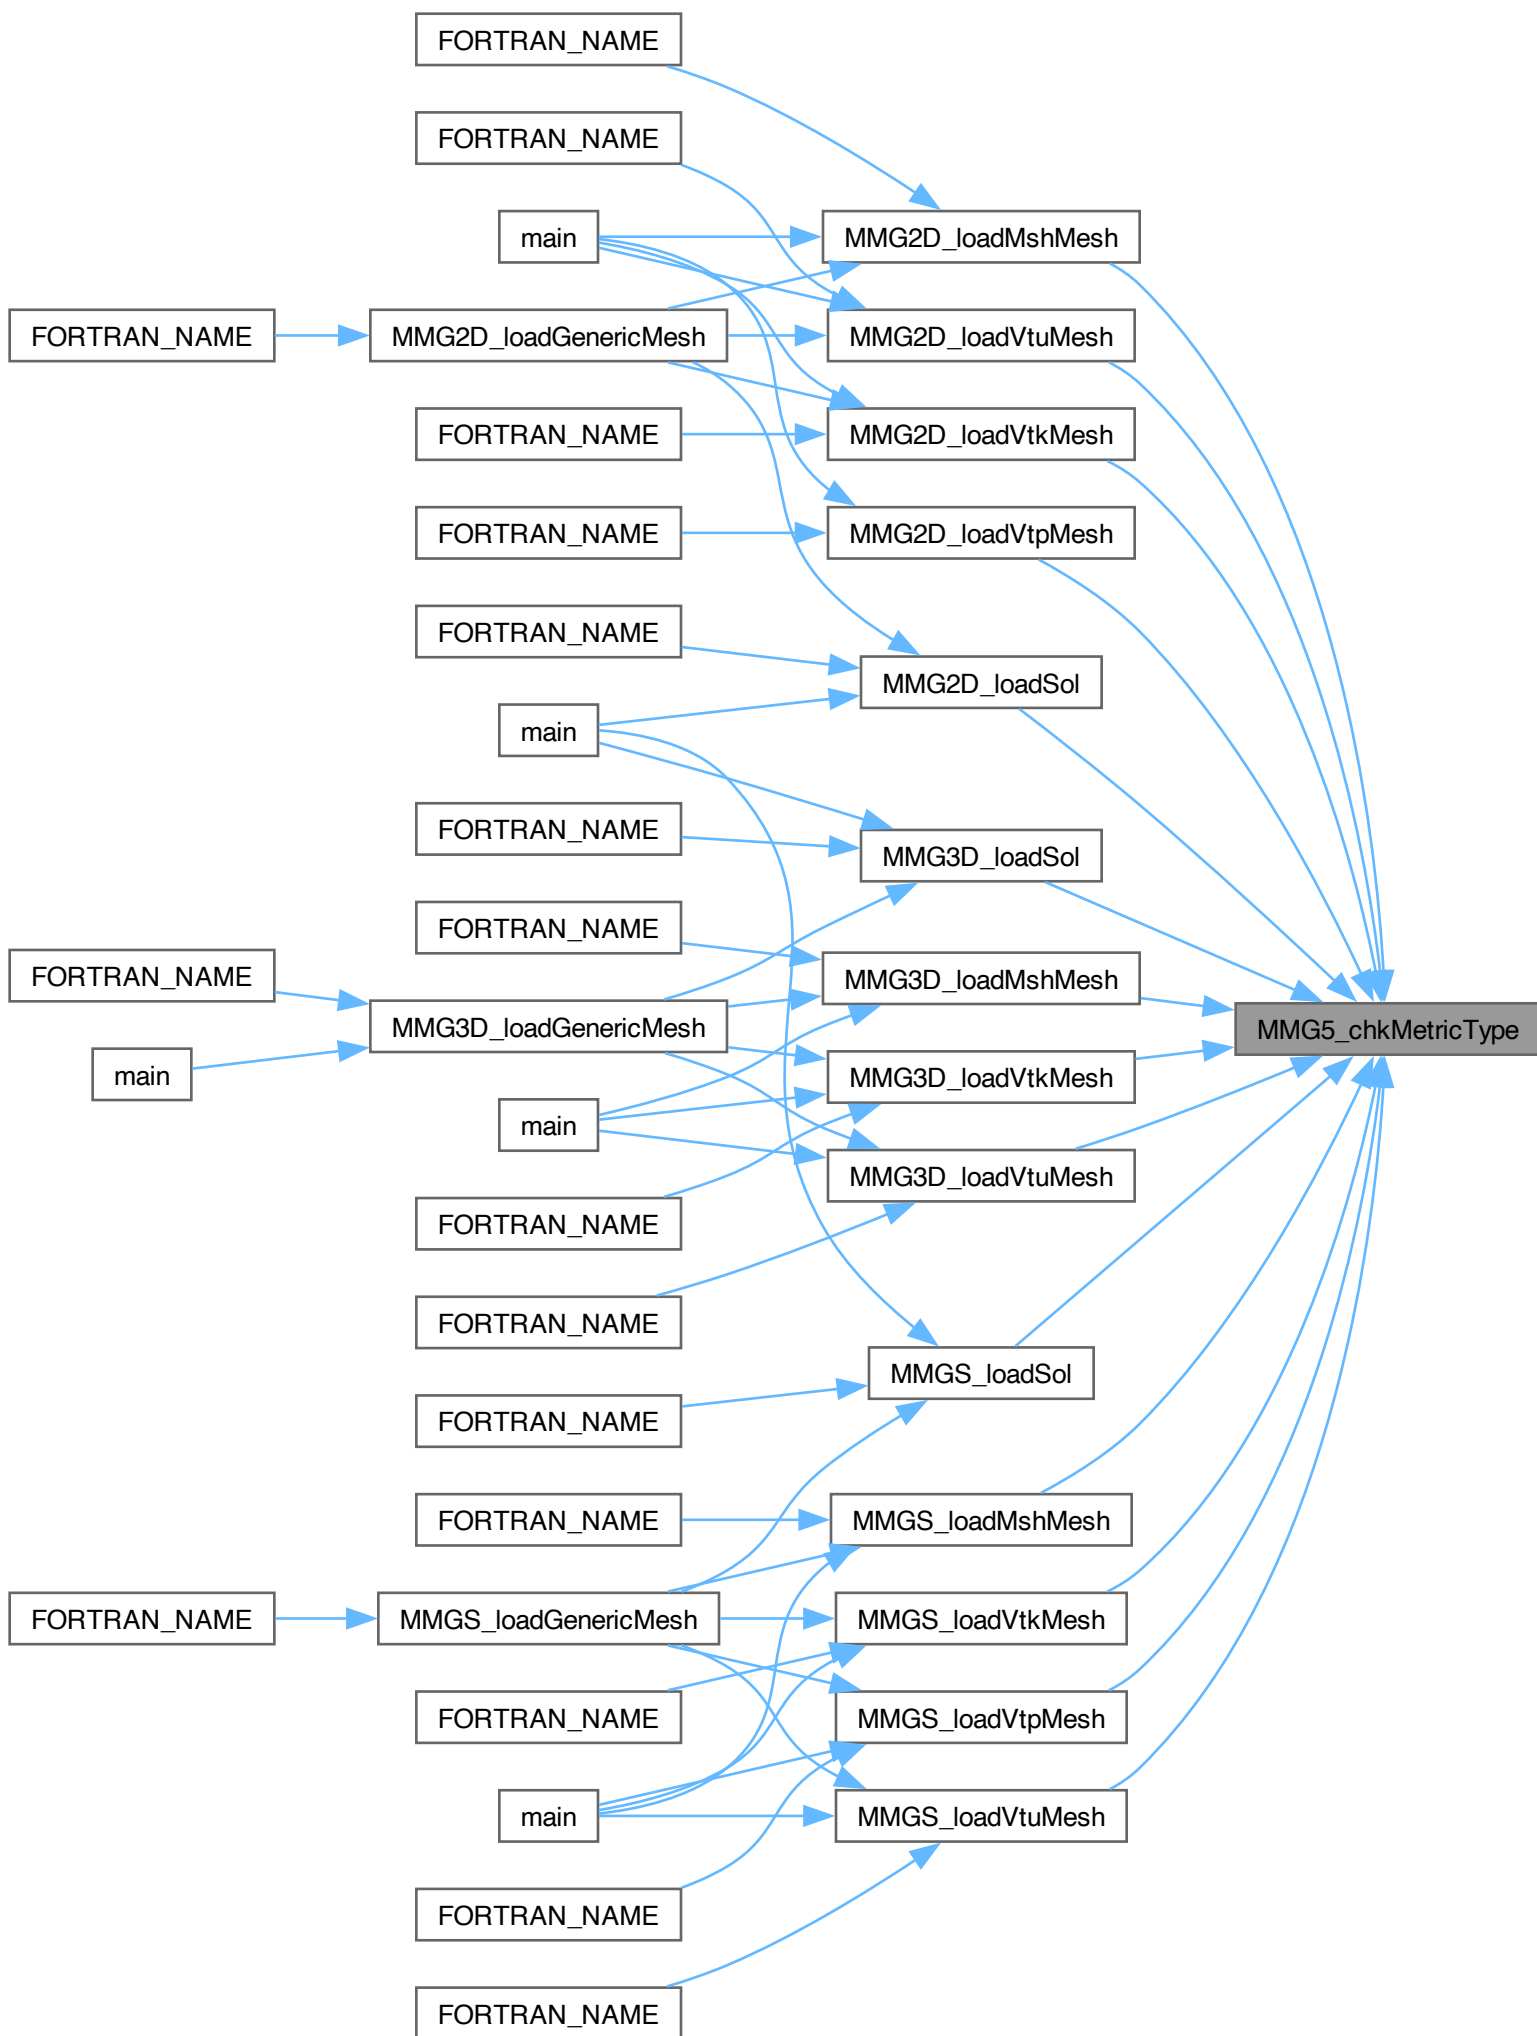 FORTRAN_NAME
FORTRAN_NAME
main
MMG2D_loadMshMesh
FORTRAN_NAME
MMG2D_loadGenericMesh
MMG2D_loadVtuMesh
FORTRAN_NAME
MMG2D_loadVtkMesh
FORTRAN_NAME
MMG2D_loadVtpMesh
FORTRAN_NAME
MMG2D_loadSol
main
FORTRAN_NAME
MMG3D_loadSol
FORTRAN_NAME
FORTRAN_NAME
MMG3D_loadMshMesh
MMG3D_loadGenericMesh
MMG5_chkMetricType
main
MMG3D_loadVtkMesh
main
MMG3D_loadVtuMesh
FORTRAN_NAME
FORTRAN_NAME
MMGS_loadSol
FORTRAN_NAME
FORTRAN_NAME
MMGS_loadMshMesh
FORTRAN_NAME
MMGS_loadGenericMesh
MMGS_loadVtkMesh
FORTRAN_NAME
MMGS_loadVtpMesh
main
MMGS_loadVtuMesh
FORTRAN_NAME
FORTRAN_NAME